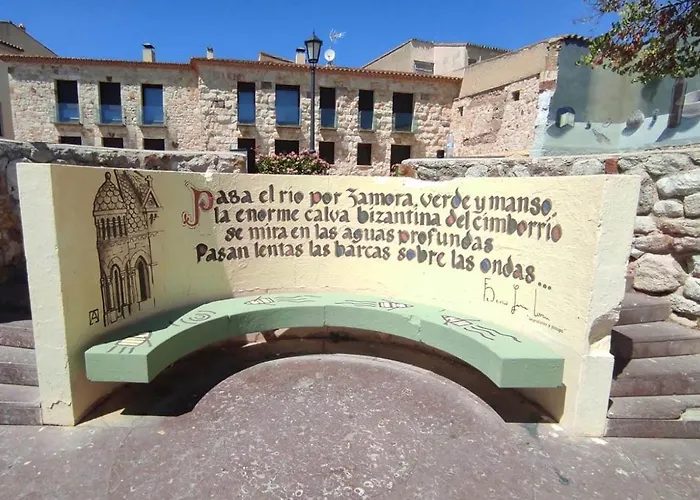 Pasa el rio por Zamora, verde y manso,
la enorme calva bizantina del cimborrio
se mira en las aguas profundas
Pasan lentas las barcas sobre las ondas...